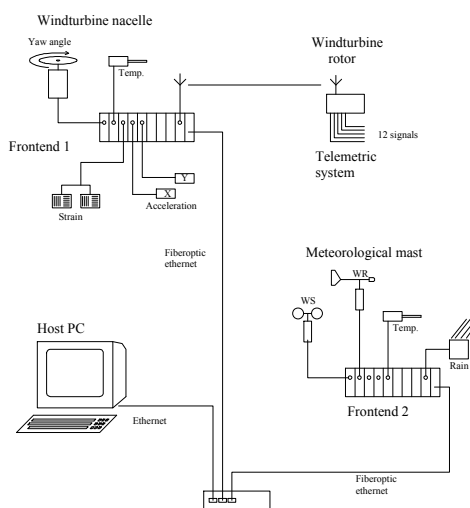 Windturbine nacelle
Yaw angle
Temp.
Windturbine
rotor
12 signals
Telemetric
system
Frontend 1
Y
X
Acceleration
Strain
Fiberoptic
ethernet
Meteorological mast
WR
WS
Temp.
Rain
Host PC
Frontend 2
Ethernet
Fiberoptic
ethernet